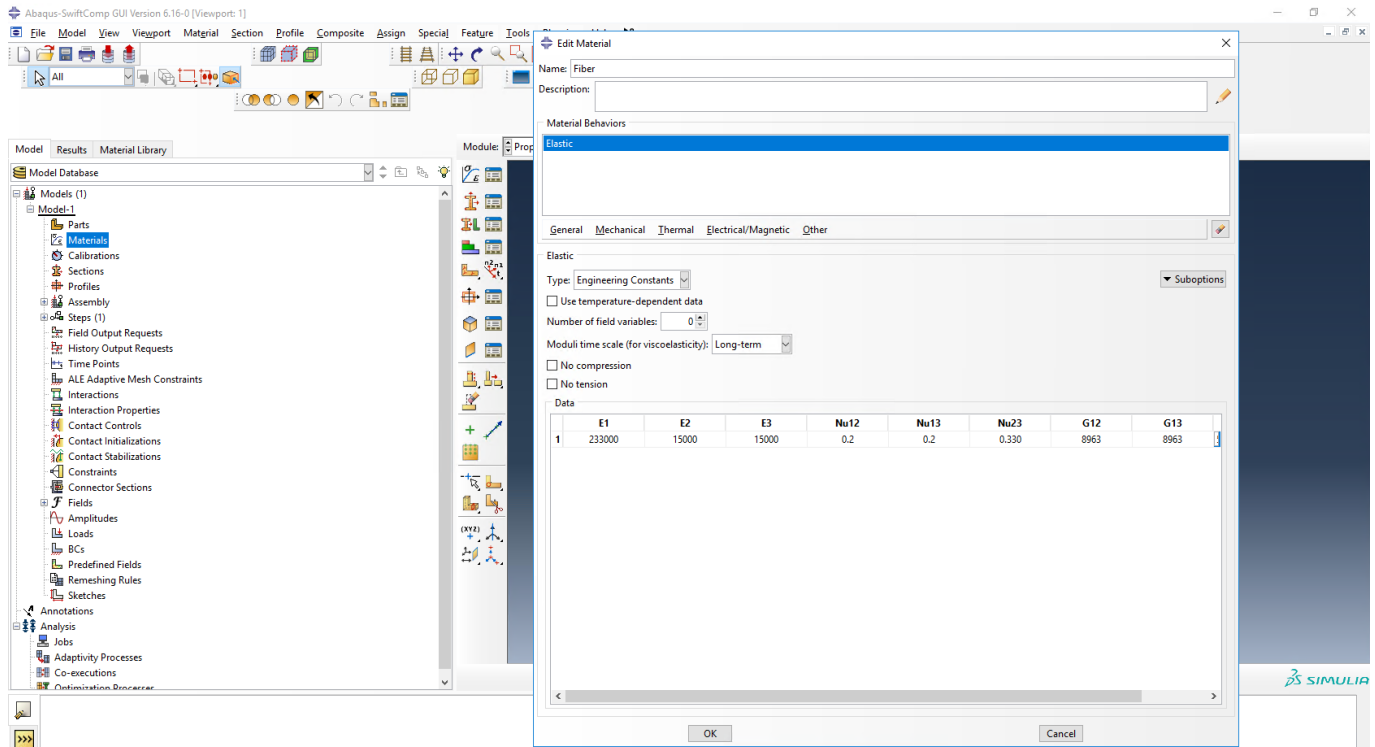 Abaqus-SwiftComp GUI Version 6.16-0 [Viewport: 1]
File Model View Viewport Material Section Profile Composite Assign Special Feature Tools
All
Model Results Material Library
Module: Prop
Model Database
Models (1)
Model-1
Parts
Materials
Calibrations
Sections
Profiles
Assembly
Steps (1)
Field Output Requests
History Output Requests
Time Points
ALE Adaptive Mesh Constraints
Interactions
Interaction Properties
Contact Controls
Contact Initializations
Contact Stabilizations
Constraints
Connector Sections
Fields
Amplitudes
Loads
BCs
Predefined Fields
Remeshing Rules
Sketches
Annotations
Analysis
Jobs
Adaptivity Processes
Co-executions
Optimization Processes
Edit Material
Name: Fiber
Description:
Material Behaviors
Elastic
General Mechanical Thermal Electrical/Magnetic Other
Elastic
Type: Engineering Constants
Suboptions
Use temperature-dependent data
Number of field variables: 0
Moduli time scale (for viscoelasticity): Long-term
No compression
No tension
Data
E1 E2 E3 Nu12 Nu13 Nu23 G12 G13
1 233000 15000 15000 0.2 0.2 0.330 8963 8963
OK Cancel
SIMULIA